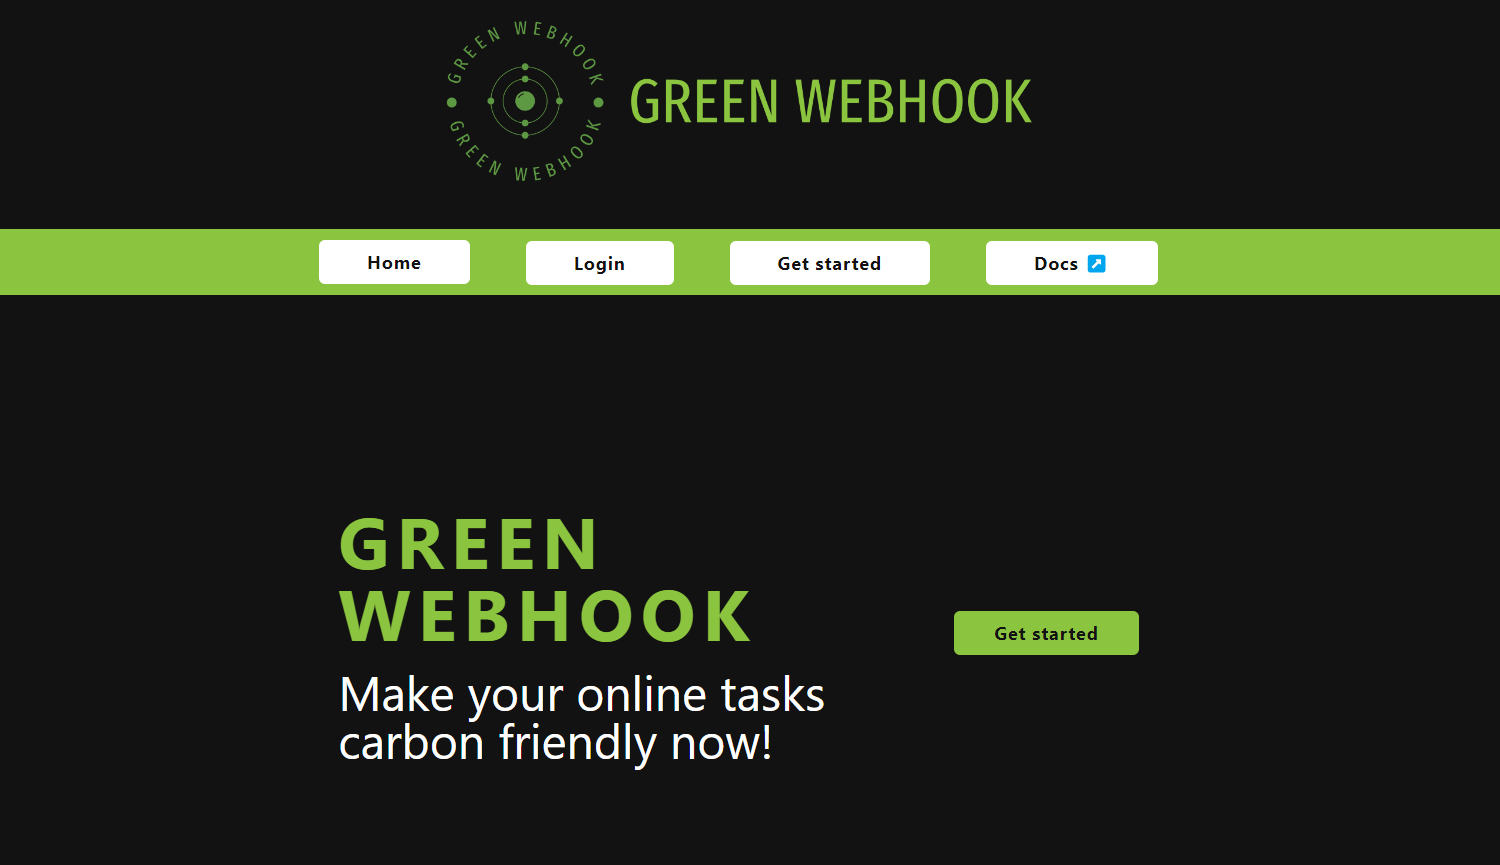 GREEN WEBHOOK
GREEN WEBHOOK
GREEN WEBHOOK
Home
Login
Get started
Docs
GREEN
WEBHOOK
Make your online tasks
carbon friendly now!
Get started